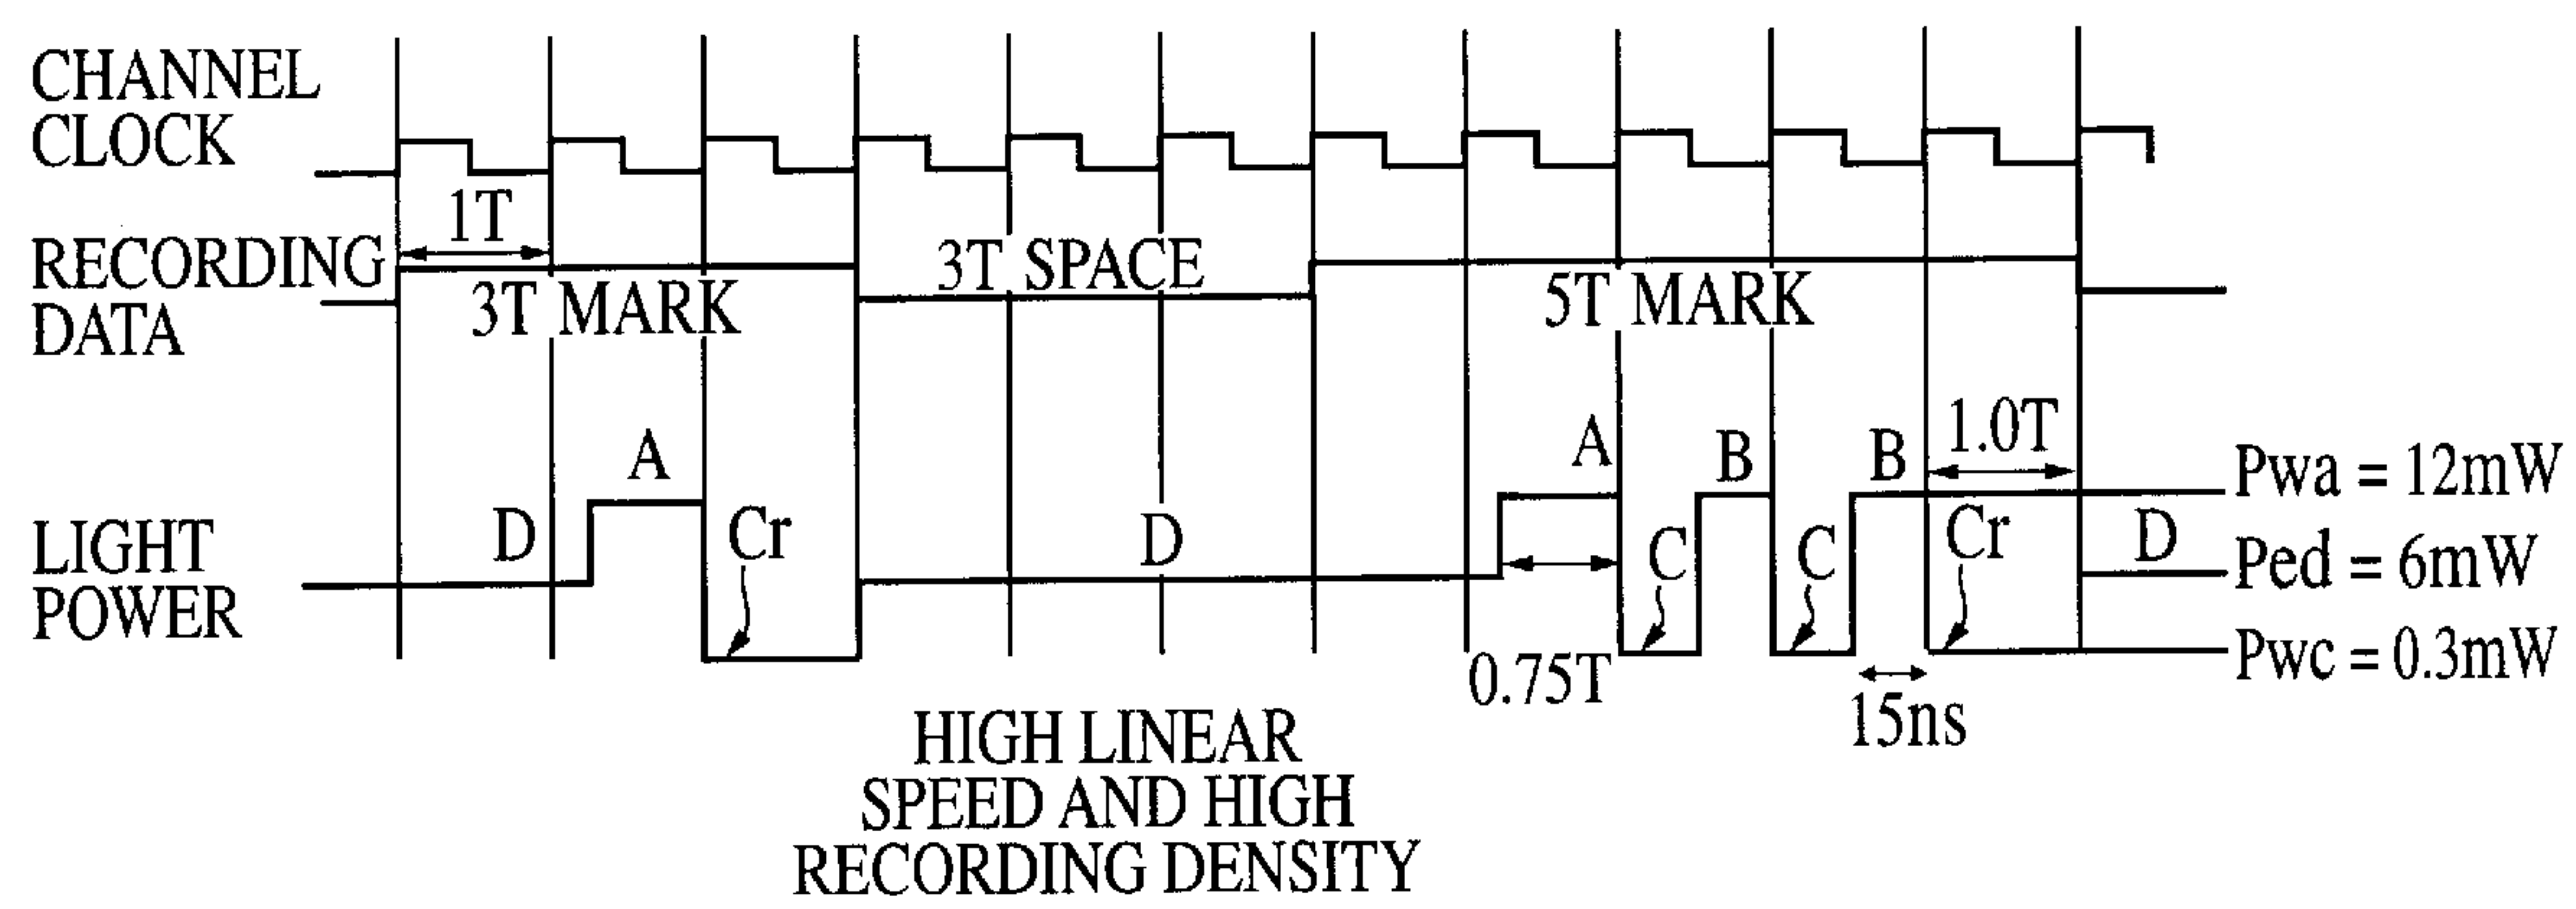 CHANNEL
CLOCK
1T
RECORDING
DATA
3T MARK
3T SPACE
5T MARK
LIGHT
POWER
D
A
Cr
D
A
0.75T
C
B
C
B
15ns
1.0T
Cr
D
Pwa = 12mW
Ped = 6mW
Pwc = 0.3mW
HIGH LINEAR
SPEED AND HIGH
RECORDING DENSITY